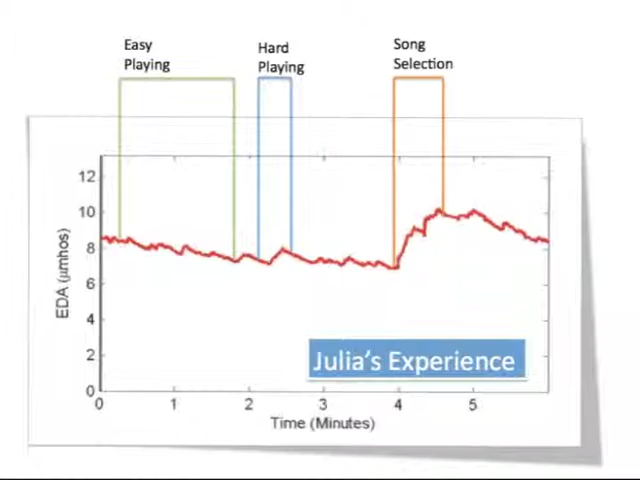 Easy
Playing
Hard
Playing
Song
Selection
12
10
8
6
4
2
0
EDA (μmhos)
Julia's Experience
0 1 2 3 4 5
Time (Minutes)